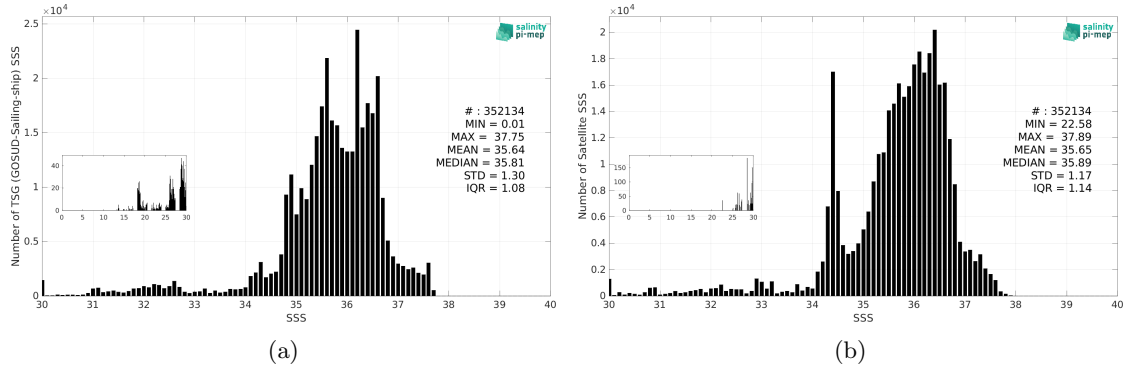 ×10⁴
2.5
2
1.5
1
0.5
0
Number of TSG (GOSUD-Sailing-ship) SSS
salinity
pi-mep
# : 352134
MIN = 0.01
MAX = 37.75
MEAN = 35.64
MEDIAN = 35.81
STD = 1.30
IQR = 1.08
40
20
0
0 5 10 15 20 25 30
30 31 32 33 34 35 36 37 38 39 40
SSS
(a)
×10⁴
2
1.8
1.6
1.4
1.2
1
0.8
0.6
0.4
0.2
0
Number of Satellite SSS
salinity
pi-mep
# : 352134
MIN = 22.58
MAX = 37.89
MEAN = 35.65
MEDIAN = 35.89
STD = 1.17
IQR = 1.14
150
100
50
0
0 5 10 15 20 25 30
30 31 32 33 34 35 36 37 38 39 40
SSS
(b)